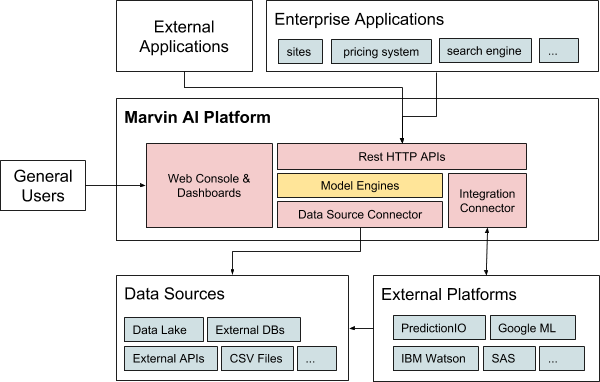 External
Applications
Enterprise Applications
sites
pricing system
search engine
...
Marvin AI Platform
General
Users
Web Console &
Dashboards
Rest HTTP APIs
Model Engines
Data Source Connector
Integration
Connector
Data Sources
Data Lake
External DBs
External APIs
CSV Files
...
External Platforms
PredictionIO
Google ML
IBM Watson
SAS
...